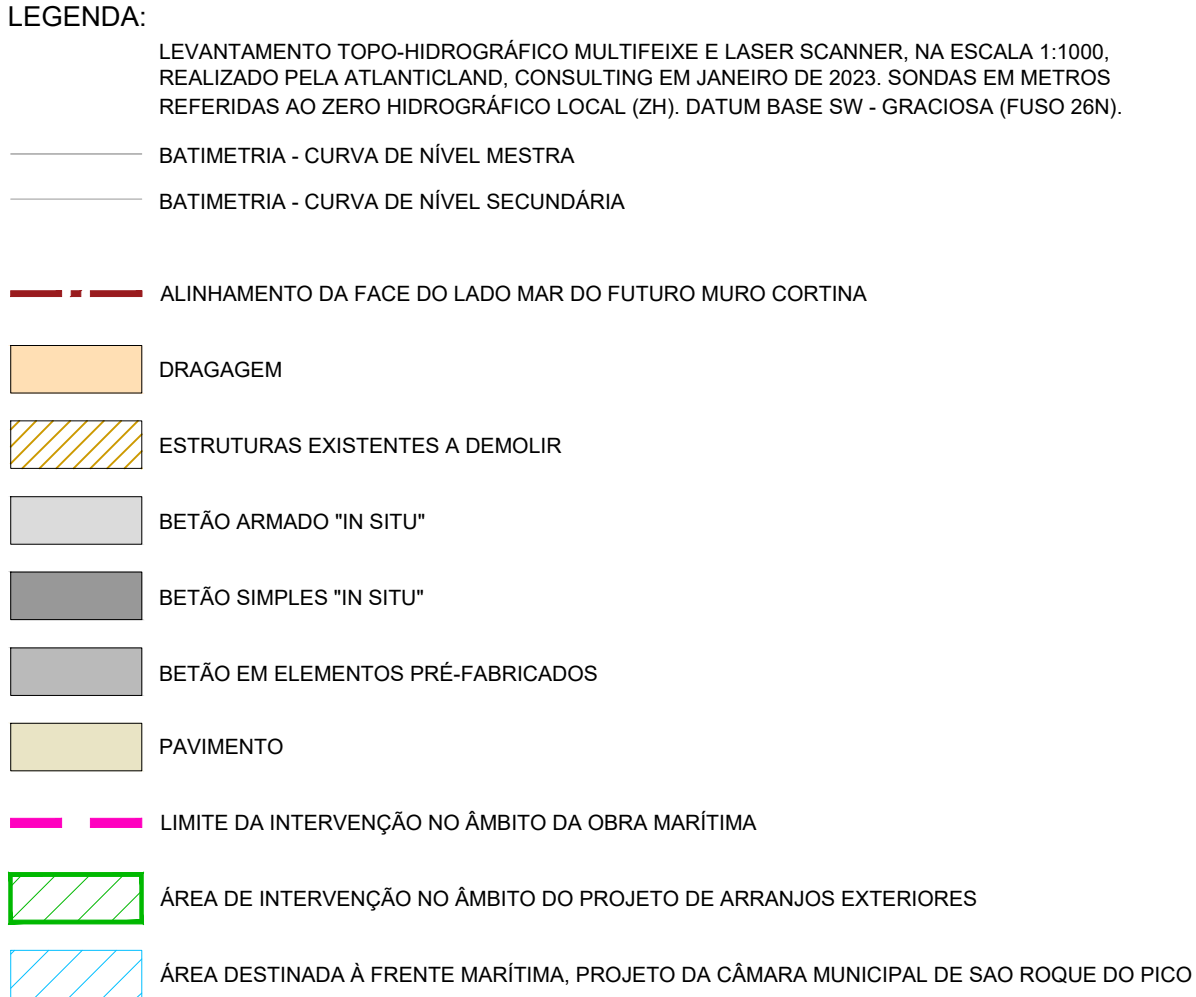 LEGENDA:
LEVANTAMENTO TOPO-HIDROGRÁFICO MULTIFEIXE E LASER SCANNER, NA ESCALA 1:1000,
REALIZADO PELA ATLANTICLAND, CONSULTING EM JANEIRO DE 2023. SONDAS EM METROS
REFERIDAS AO ZERO HIDROGRÁFICO LOCAL (ZH). DATUM BASE SW - GRACIOSA (FUSO 26N).
BATIMETRIA - CURVA DE NÍVEL MESTRA
BATIMETRIA - CURVA DE NÍVEL SECUNDÁRIA
ALINHAMENTO DA FACE DO LADO MAR DO FUTURO MURO CORTINA
DRAGAGEM
ESTRUTURAS EXISTENTES A DEMOLIR
BETÃO ARMADO "IN SITU"
BETÃO SIMPLES "IN SITU"
BETÃO EM ELEMENTOS PRÉ-FABRICADOS
PAVIMENTO
LIMITE DA INTERVENÇÃO NO ÂMBITO DA OBRA MARÍTIMA
ÁREA DE INTERVENÇÃO NO ÂMBITO DO PROJETO DE ARRANJOS EXTERIORES
ÁREA DESTINADA À FRENTE MARÍTIMA, PROJETO DA CÂMARA MUNICIPAL DE SAO ROQUE DO PICO